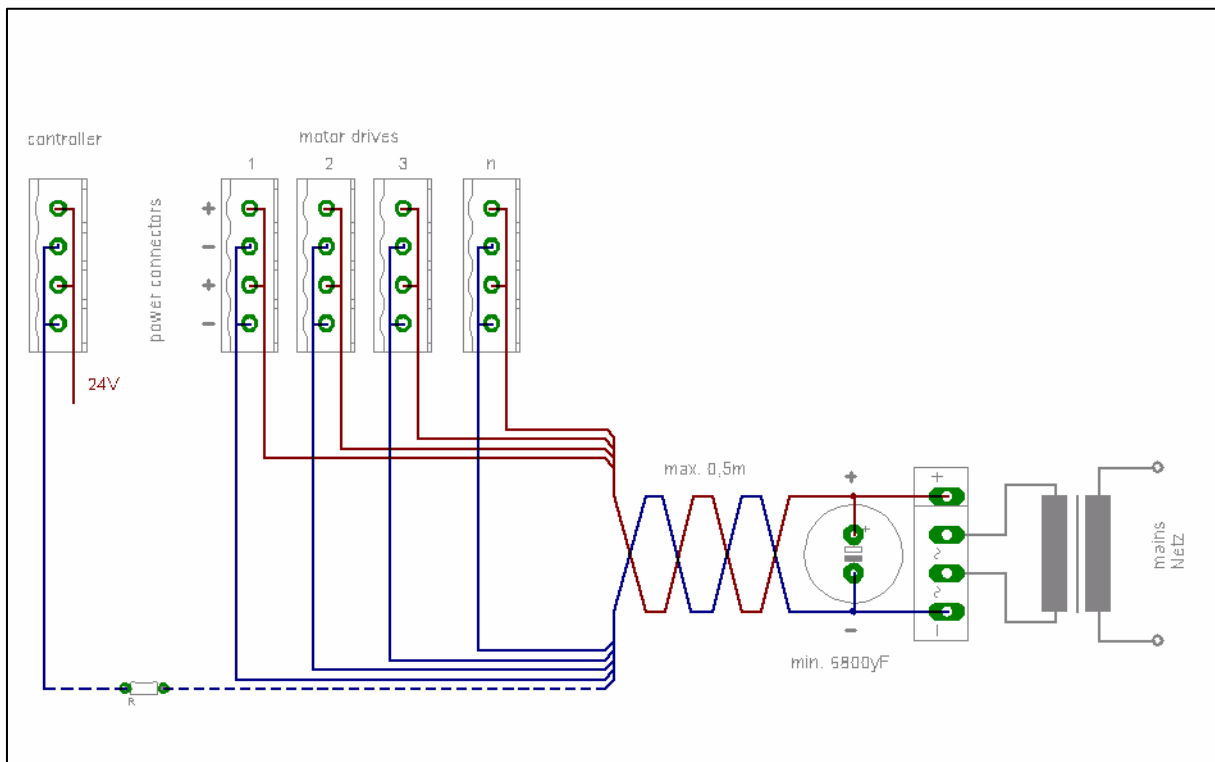 controller
motor drives
1
2
3
n
power connectors
+
−
+
−
24V
max. 0,5m
+
+
−
min. 6800yF
+
~
~
−
mains
Netz
R